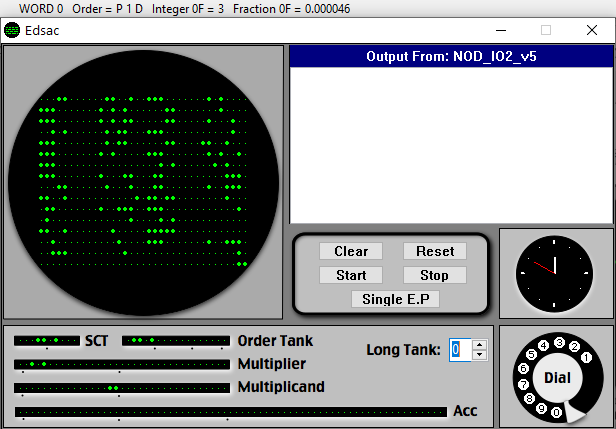 WORD 0 Order = P 1 D Integer 0F = 3 Fraction 0F = 0.000046
Edsac
Output From: NOD_IO2_v5
Clear Reset
Start Stop
Single E.P
SCT Order Tank
Long Tank: 0
Multiplier
Multiplicand
Acc
1 2 3 4 5 6 7 8 9 0
Dial